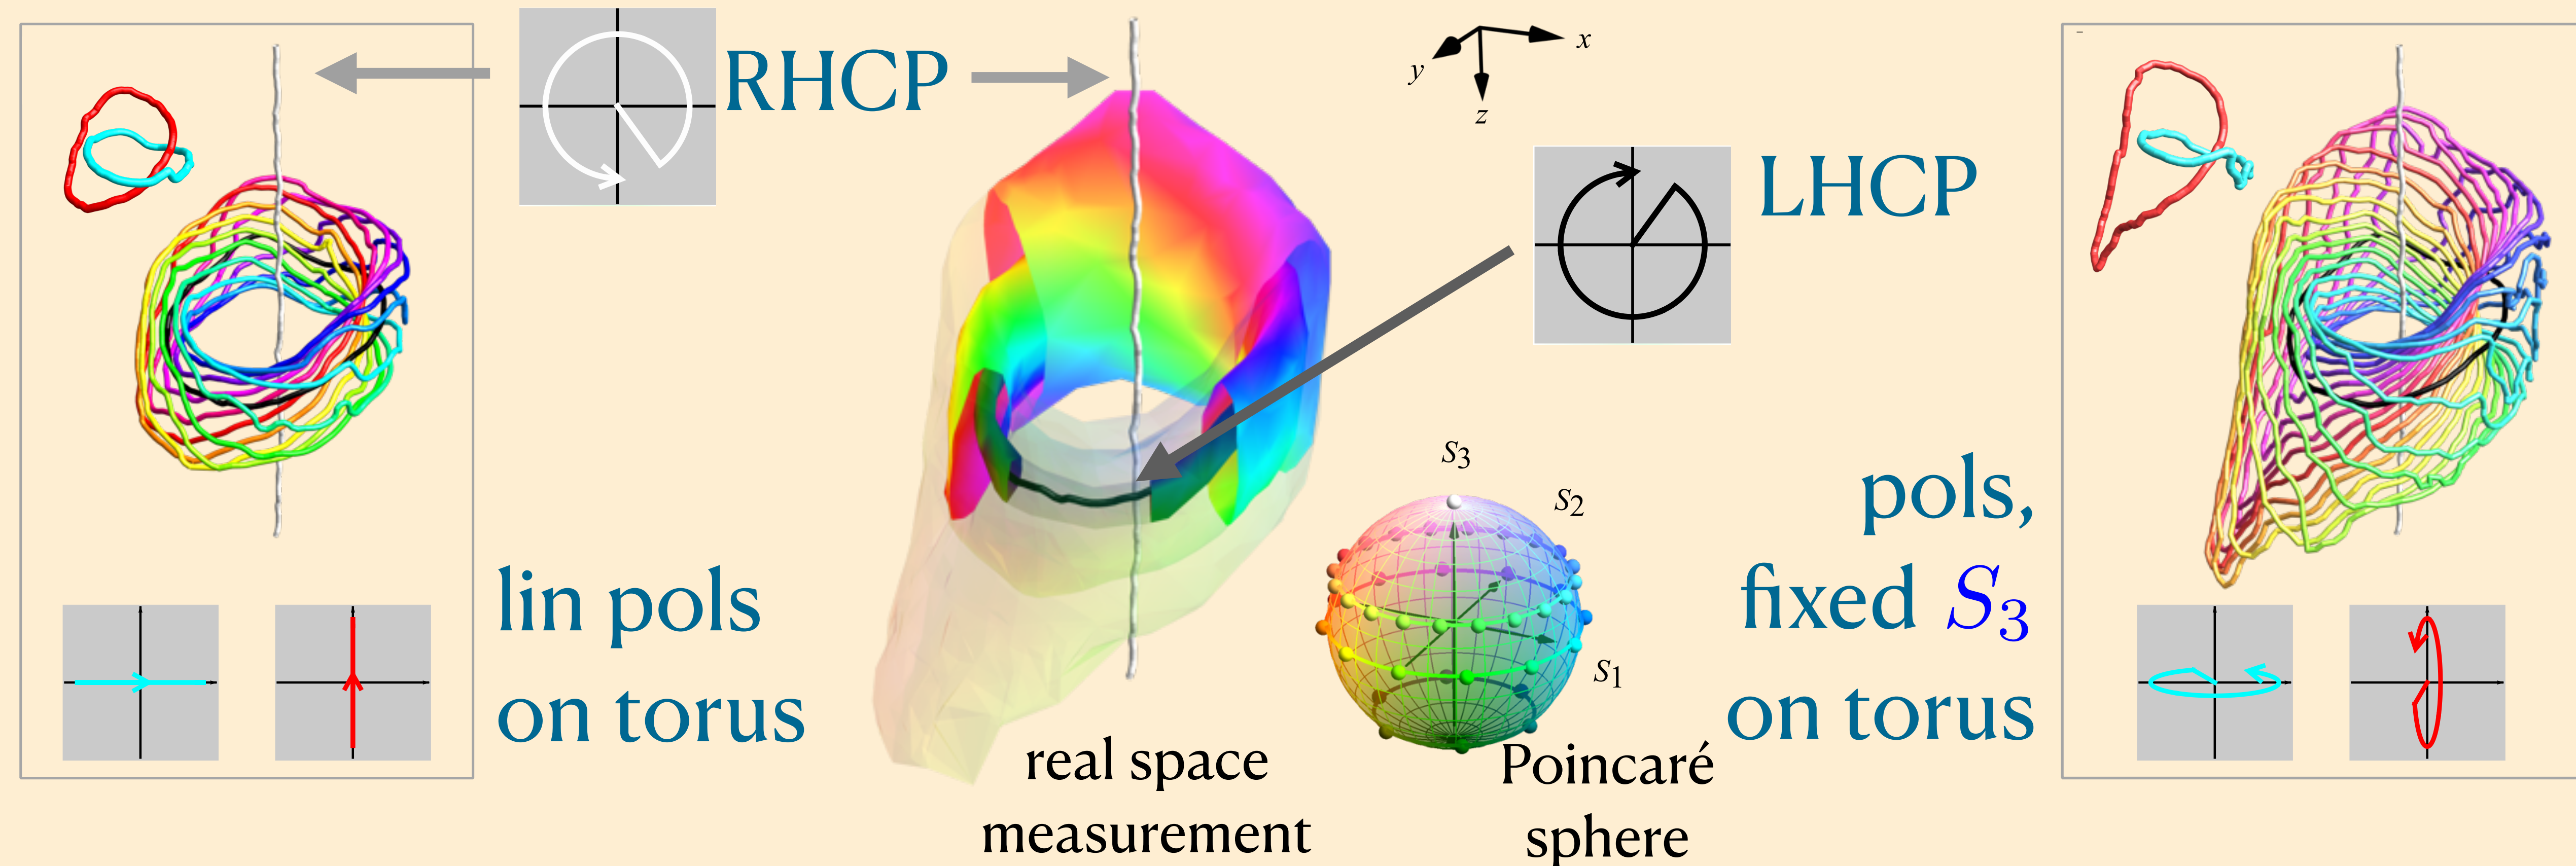 RHCP
x
y
z
LHCP
lin pols
on torus
real space
measurement
S3
S2
S1
Poincaré
sphere
pols,
fixed S3
on torus